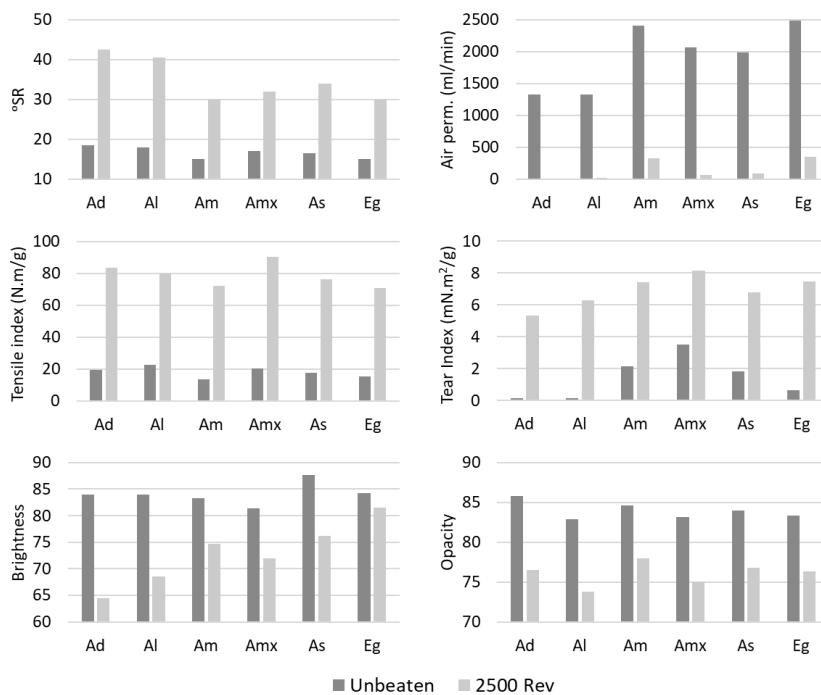 ºSR
50
40
30
20
10
Ad Al Am Amx As Eg
Air perm. (ml/min)
2500
2000
1500
1000
500
0
Ad Al Am Amx As Eg
Tensile index (N.m/g)
100
80
60
40
20
0
Ad Al Am Amx As Eg
Tear Index (mN.m²/g)
10
8
6
4
2
0
Ad Al Am Amx As Eg
Brightness
90
85
80
75
70
65
60
Ad Al Am Amx As Eg
Opacity
90
85
80
75
70
Ad Al Am Amx As Eg
Unbeaten 2500 Rev